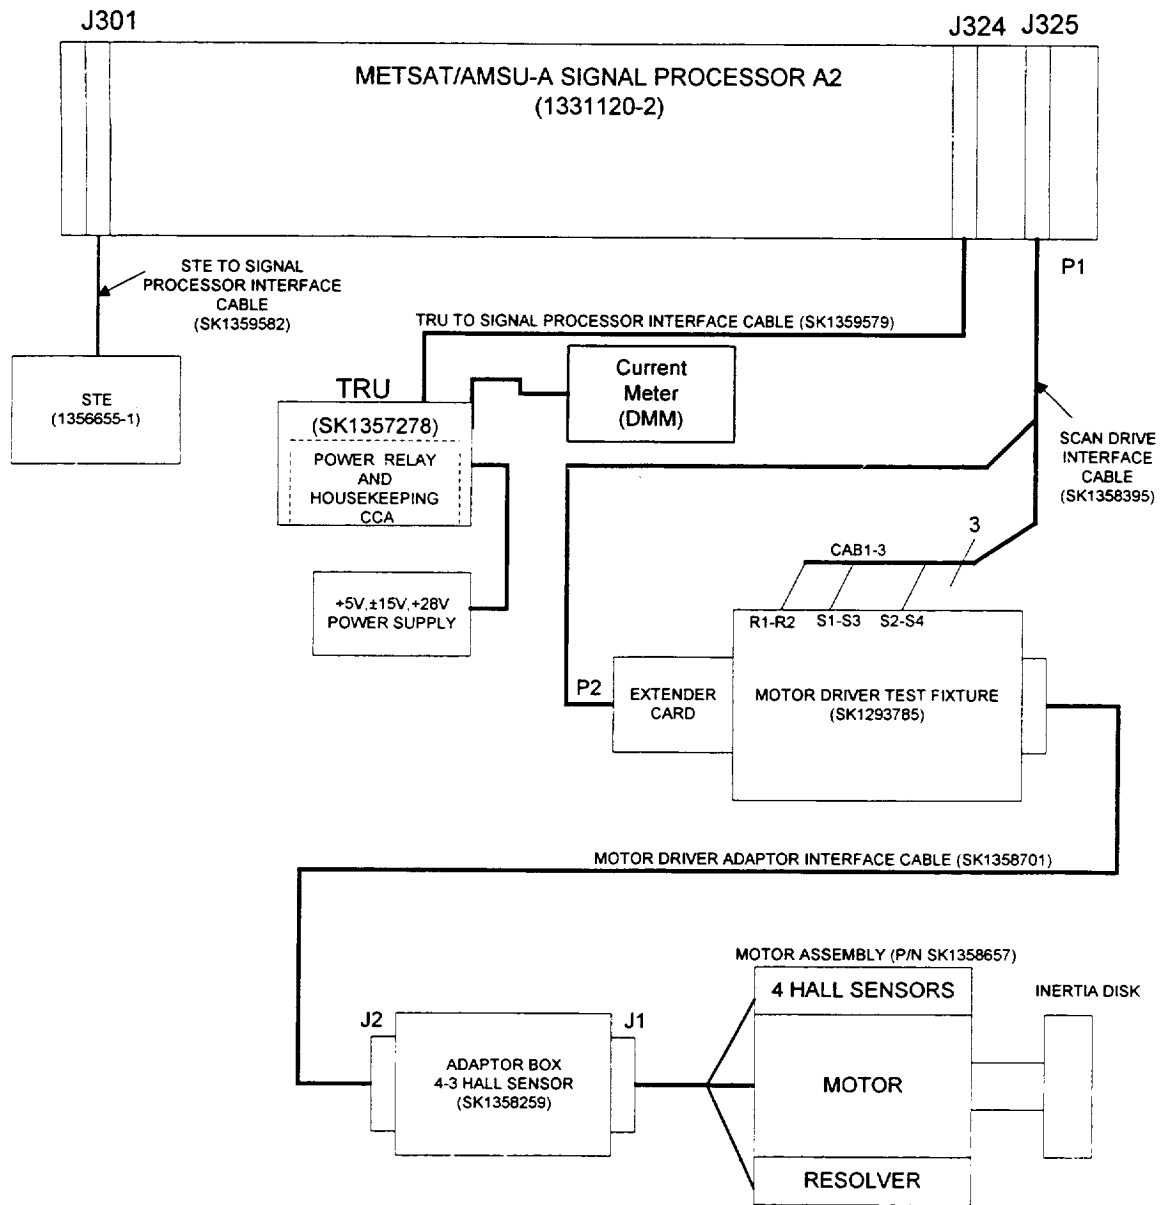 J301
J324
J325
METSAT/AMSU-A SIGNAL PROCESSOR A2
(1331120-2)
P1
STE TO SIGNAL
PROCESSOR INTERFACE
CABLE
(SK1359582)
TRU TO SIGNAL PROCESSOR INTERFACE CABLE (SK1359579)
STE
(1356655-1)
TRU
(SK1357278)
POWER RELAY
AND
HOUSEKEEPING
CCA
Current
Meter
(DMM)
SCAN DRIVE
INTERFACE
CABLE
(SK1358395)
3
CAB1-3
+5V,±15V,+28V
POWER SUPPLY
R1-R2
S1-S3
S2-S4
P2
EXTENDER
CARD
MOTOR DRIVER TEST FIXTURE
(SK1293785)
MOTOR DRIVER ADAPTOR INTERFACE CABLE (SK1358701)
MOTOR ASSEMBLY (P/N SK1358657)
4 HALL SENSORS
INERTIA DISK
J2
J1
ADAPTOR BOX
4-3 HALL SENSOR
(SK1358259)
MOTOR
RESOLVER